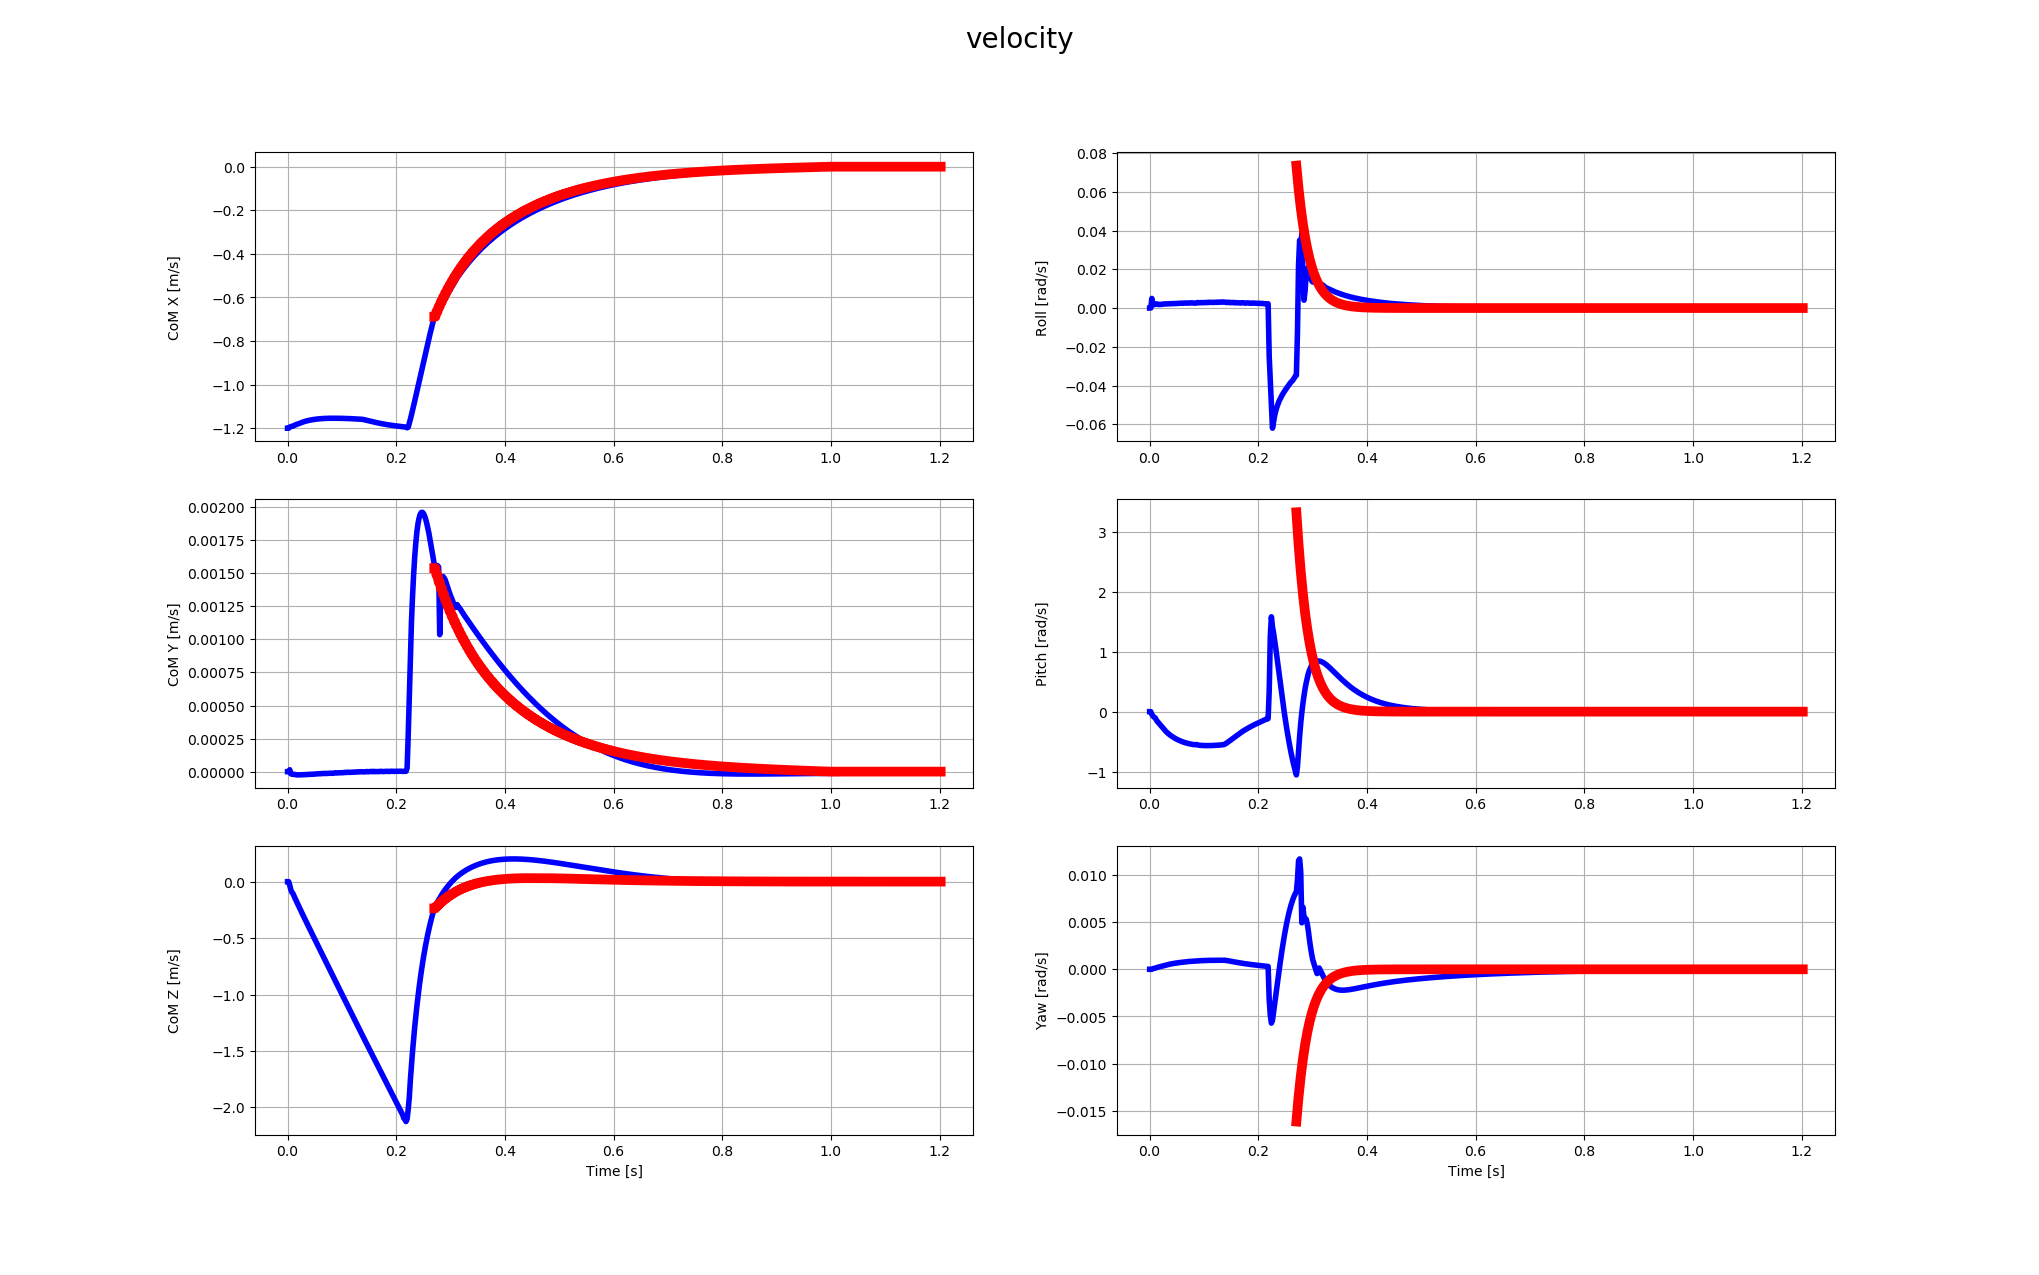 velocity
CoM X [m/s]
0.0
−0.2
−0.4
−0.6
−0.8
−1.0
−1.2
0.0 0.2 0.4 0.6 0.8 1.0 1.2
Roll [rad/s]
0.08
0.06
0.04
0.02
0.00
−0.02
−0.04
−0.06
0.0 0.2 0.4 0.6 0.8 1.0 1.2
CoM Y [m/s]
0.00200
0.00175
0.00150
0.00125
0.00100
0.00075
0.00050
0.00025
0.00000
0.0 0.2 0.4 0.6 0.8 1.0 1.2
Pitch [rad/s]
3
2
1
0
−1
0.0 0.2 0.4 0.6 0.8 1.0 1.2
CoM Z [m/s]
0.0
−0.5
−1.0
−1.5
−2.0
0.0 0.2 0.4 0.6 0.8 1.0 1.2
Time [s]
Yaw [rad/s]
0.010
0.005
0.000
−0.005
−0.010
−0.015
0.0 0.2 0.4 0.6 0.8 1.0 1.2
Time [s]